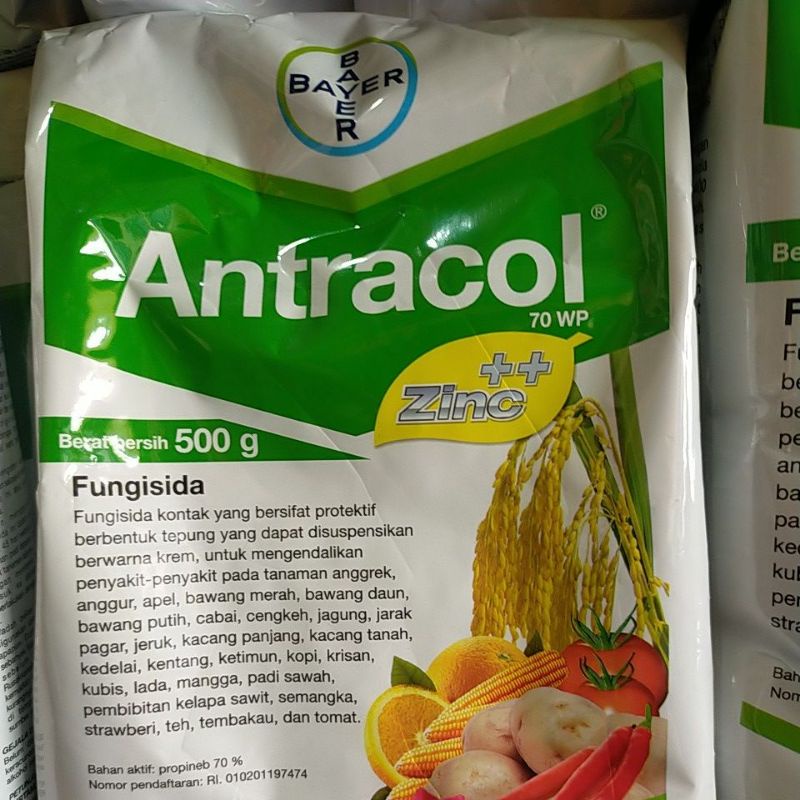 BAYER
BAYER
Antracol®
70 WP
Zinc++
Berat bersih 500 g
Fungisida
Fungisida kontak yang bersifat protektif
berbentuk tepung yang dapat disuspensikan
berwarna krem, untuk mengendalikan
penyakit-penyakit pada tanaman anggrek,
anggur, apel, bawang merah, bawang daun,
bawang putih, cabai, cengkeh, jagung, jarak
pagar, jeruk, kacang panjang, kacang tanah,
kedelai, kentang, ketimun, kopi, krisan,
kubis, lada, mangga, padi sawah,
pembibitan kelapa sawit, semangka,
strawberi, teh, tembakau, dan tomat.
Bahan aktif: propineb 70 %
Nomor pendaftaran: RI. 010201197474